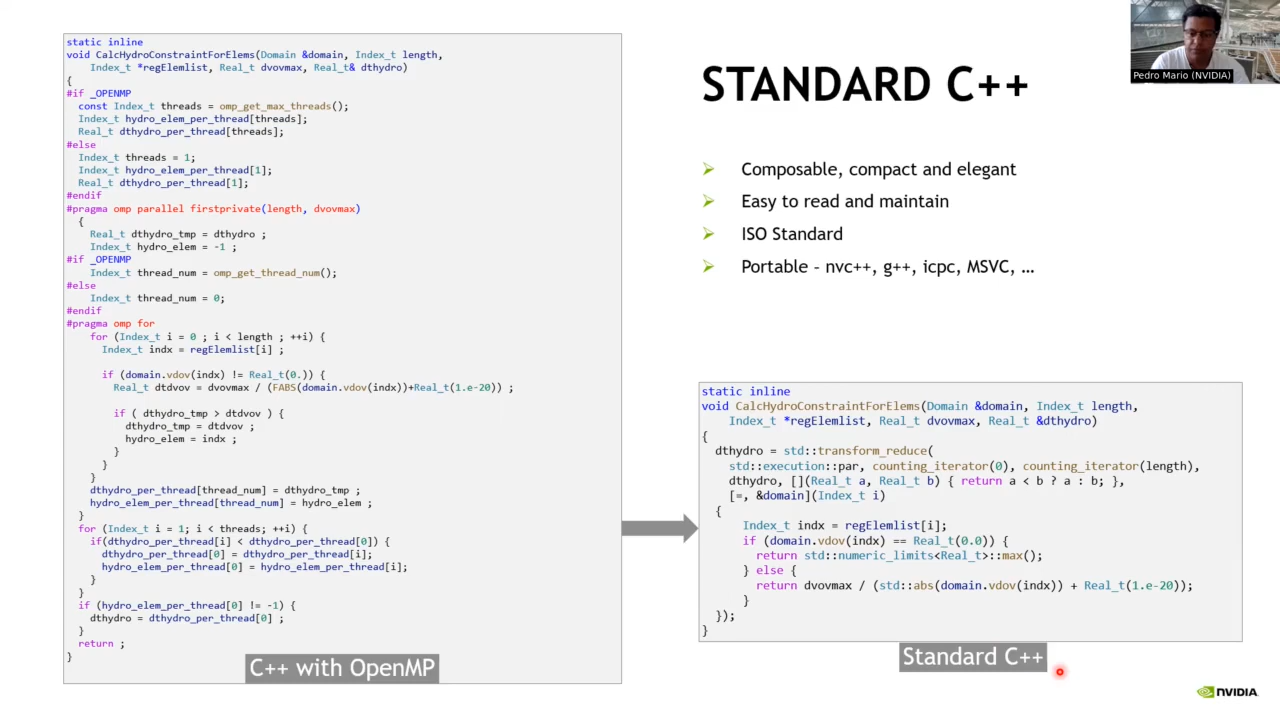 static inline
void CalcHydroConstraintForElems(Domain &domain, Index_t length,
Index_t *regElemlist, Real_t dvovmax, Real_t& dthydro)
{
#if _OPENMP
const Index_t threads = omp_get_max_threads();
Index_t hydro_elem_per_thread[threads];
Real_t dthydro_per_thread[threads];
#else
Index_t threads = 1;
Index_t hydro_elem_per_thread[1];
Real_t dthydro_per_thread[1];
#endif
#pragma omp parallel firstprivate(length, dvovmax)
{
Real_t dthydro_tmp = dthydro ;
Index_t hydro_elem = -1 ;
#if _OPENMP
Index_t thread_num = omp_get_thread_num();
#else
Index_t thread_num = 0;
#endif
#pragma omp for
for (Index_t i = 0 ; i < length ; ++i) {
Index_t indx = regElemlist[i] ;
if (domain.vdov(indx) != Real_t(0.)) {
Real_t dtdvov = dvovmax / (FABS(domain.vdov(indx))+Real_t(1.e-20)) ;
if ( dthydro_tmp > dtdvov ) {
dthydro_tmp = dtdvov ;
hydro_elem = indx ;
}
}
}
dthydro_per_thread[thread_num] = dthydro_tmp ;
hydro_elem_per_thread[thread_num] = hydro_elem ;
}
for (Index_t i = 1; i < threads; ++i) {
if(dthydro_per_thread[i] < dthydro_per_thread[0]) {
dthydro_per_thread[0] = dthydro_per_thread[i];
hydro_elem_per_thread[0] = hydro_elem_per_thread[i];
}
}
if (hydro_elem_per_thread[0] != -1) {
dthydro = dthydro_per_thread[0] ;
}
return ;
}
C++ with OpenMP
STANDARD C++
Pedro Mario (NVIDIA)
➢ Composable, compact and elegant
➢ Easy to read and maintain
➢ ISO Standard
➢ Portable - nvc++, g++, icpc, MSVC, …
static inline
void CalcHydroConstraintForElems(Domain &domain, Index_t length,
Index_t *regElemlist, Real_t dvovmax, Real_t &dthydro)
{
dthydro = std::transform_reduce(
std::execution::par, counting_iterator(0), counting_iterator(length),
dthydro, [](Real_t a, Real_t b) { return a < b ? a : b; },
[=, &domain](Index_t i)
{
Index_t indx = regElemlist[i];
if (domain.vdov(indx) == Real_t(0.0)) {
return std::numeric_limits<Real_t>::max();
} else {
return dvovmax / (std::abs(domain.vdov(indx)) + Real_t(1.e-20));
}
});
}
Standard C++
NVIDIA